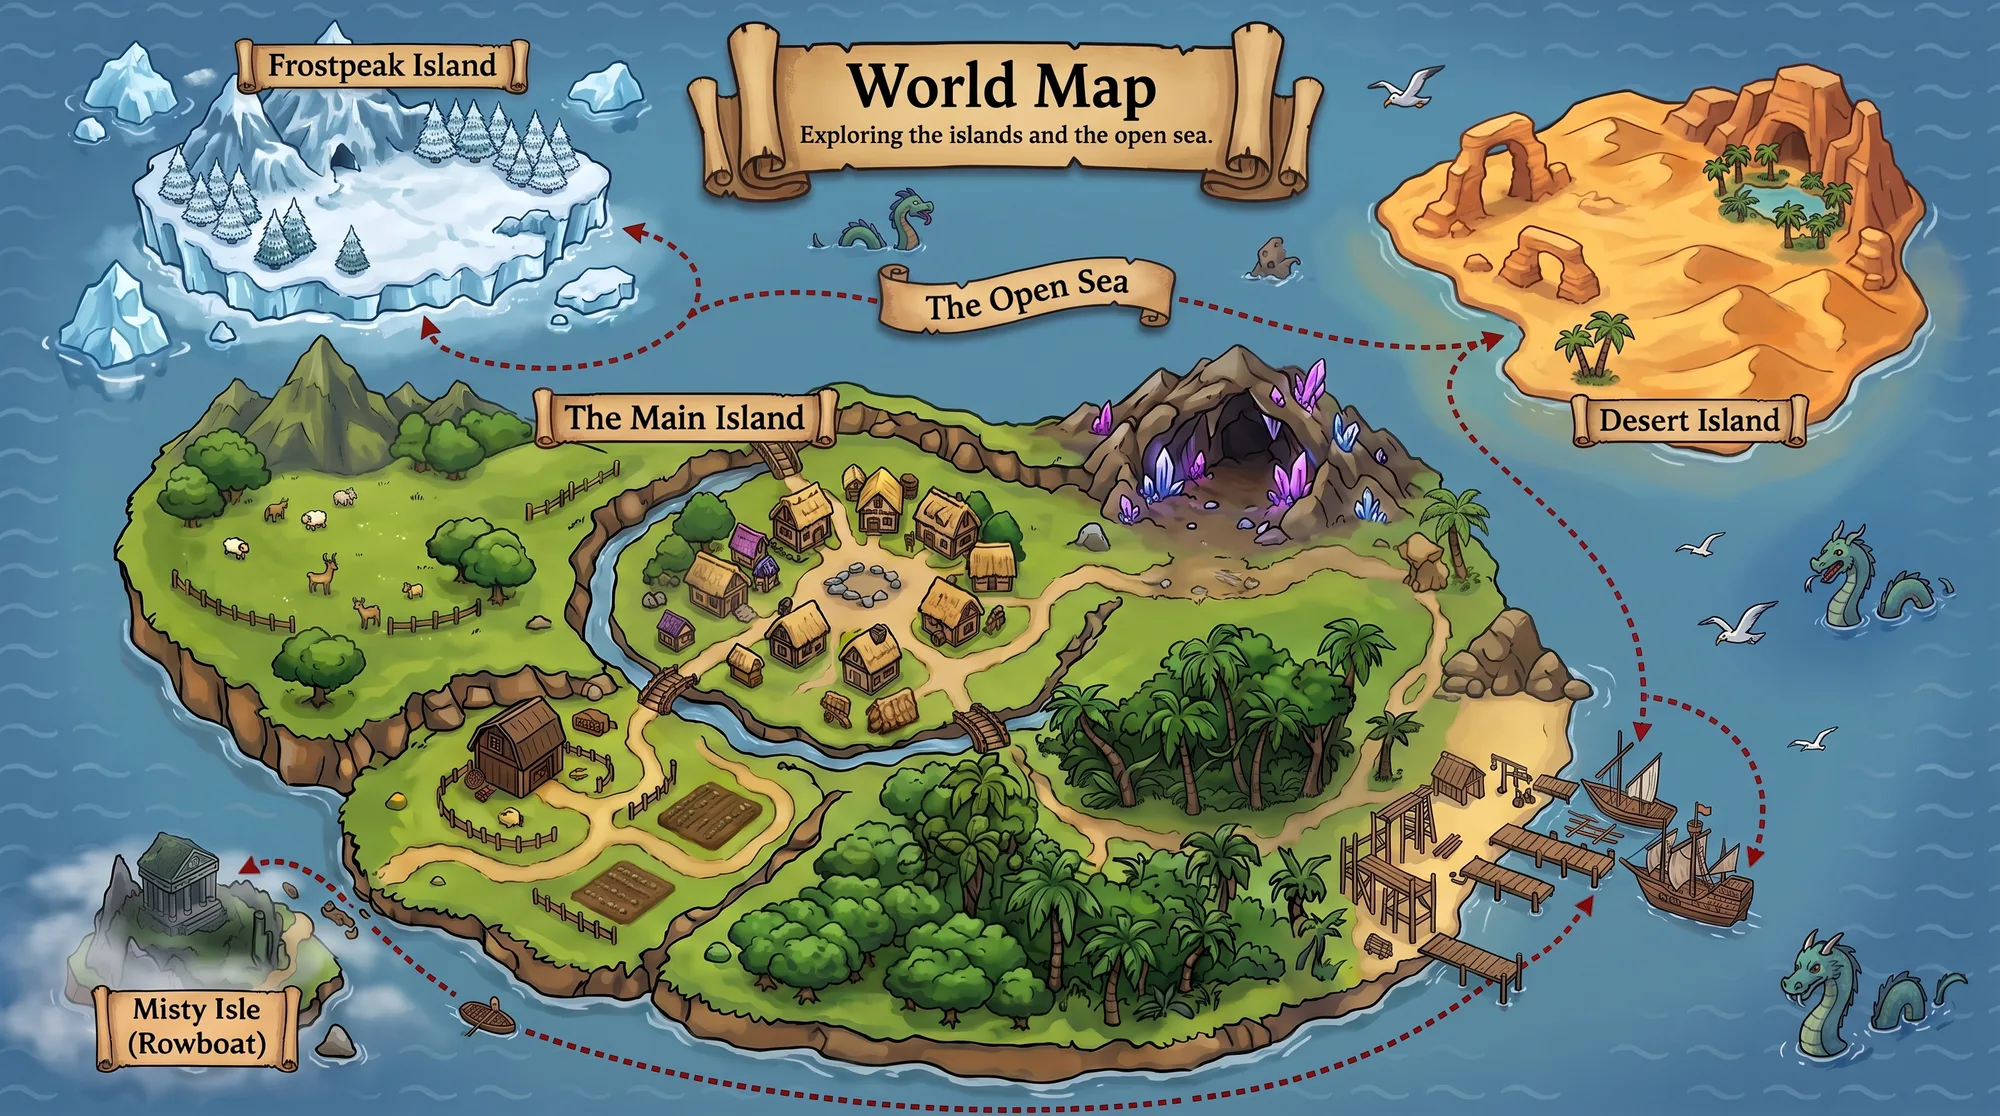 World Map
Exploring the islands and the open sea.
Frostpeak Island
The Open Sea
The Main Island
Desert Island
Misty Isle
(Rowboat)